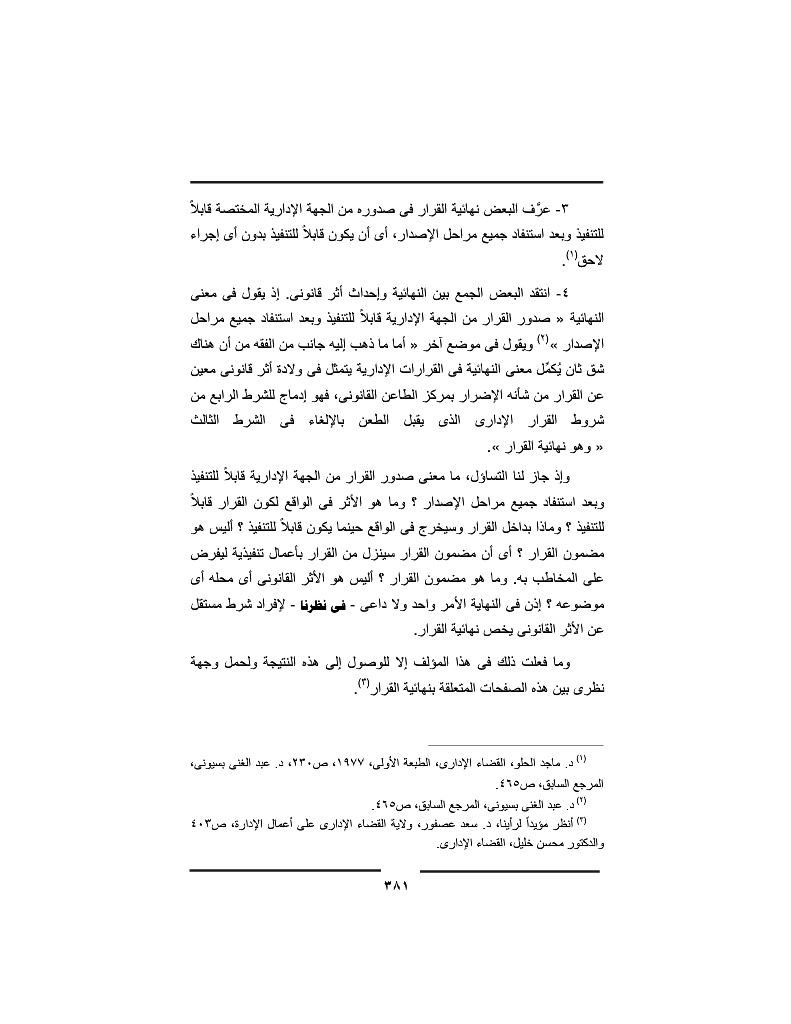 ٣- عرَّف البعض نهائية القرار فى صدوره من الجهة الإدارية المختصة قابلاً
للتنفيذ وبعد استنفاد جميع مراحل الإصدار، أى أن يكون قابلاً للتنفيذ بدون أى إجراء
لاحق(١).
٤- انتقد البعض الجمع بين النهائية وإحداث أثر قانونى. إذ يقول فى معنى
النهائية « صدور القرار من الجهة الإدارية قابلاً للتنفيذ وبعد استنفاد جميع مراحل
الإصدار »(٢) ويقول فى موضع آخر « أما ما ذهب إليه جانب من الفقه من أن هناك
شق ثان يُكمِّل معنى النهائية فى القرارات الإدارية يتمثل فى ولادة أثر قانونى معين
عن القرار من شأنه الإضرار بمركز الطاعن القانونى، فهو إدماج للشرط الرابع من
شروط القرار الإدارى الذى يقبل الطعن بالإلغاء فى الشرط الثالث
« وهو نهائية القرار ».
وإذ جاز لنا التساؤل، ما معنى صدور القرار من الجهة الإدارية قابلاً للتنفيذ
وبعد استنفاد جميع مراحل الإصدار ؟ وما هو الأثر فى الواقع لكون القرار قابلاً
للتنفيذ ؟ وماذا بداخل القرار وسيخرج فى الواقع حينما يكون قابلاً للتنفيذ ؟ أليس هو
مضمون القرار ؟ أى أن مضمون القرار سينزل من القرار بأعمال تنفيذية ليفرض
على المخاطب به. وما هو مضمون القرار ؟ أليس هو الأثر القانونى أى محله أى
موضوعه ؟ إذن فى النهاية الأمر واحد ولا داعى - فى نظرنا - لإفراد شرط مستقل
عن الأثر القانونى يخص نهائية القرار.
وما فعلت ذلك فى هذا المؤلف إلا للوصول إلى هذه النتيجة ولحمل وجهة
نظرى بين هذه الصفحات المتعلقة بنهائية القرار(٣).
(١) د. ماجد الحلو، القضاء الإدارى، الطبعة الأولى، ١٩٧٧، ص٢٣٠، د. عبد الغنى بسيونى،
المرجع السابق، ص٤٦٥.
(٢) د. عبد الغنى بسيونى، المرجع السابق، ص٤٦٥.
(٣) أنظر مؤيداً لرأينا، د. سعد عصفور، ولاية القضاء الإدارى على أعمال الإدارة، ص٤٠٣
والدكتور محسن خليل، القضاء الإدارى.
٣٨١